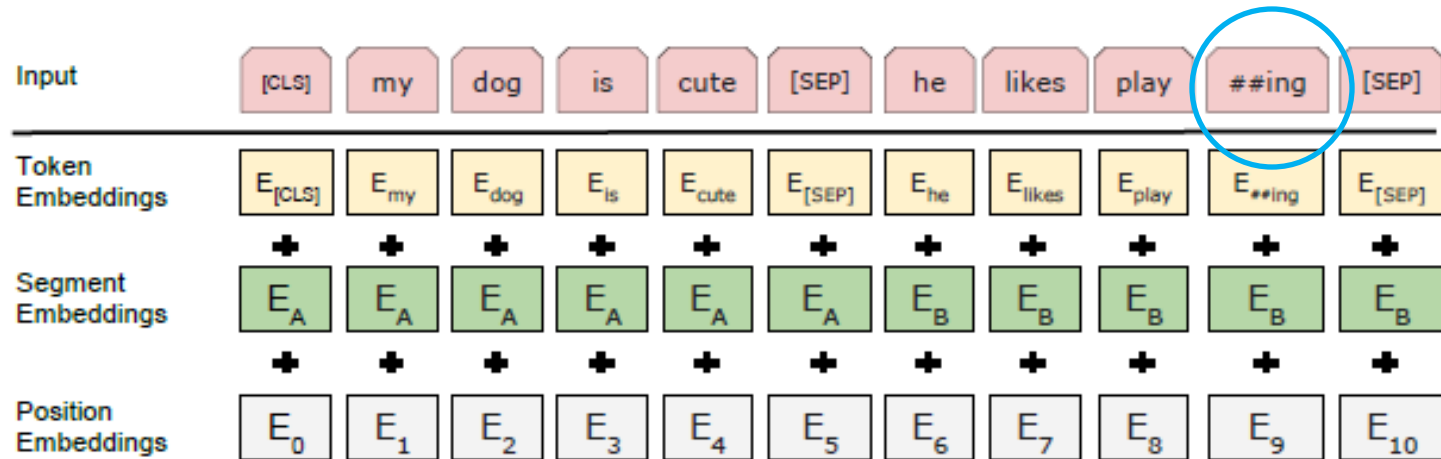 Input [CLS] my dog is cute [SEP] he likes play ##ing [SEP]
Token Embeddings E[CLS] Emy Edog Eis Ecute E[SEP] Ehe Elikes Eplay E##ing E[SEP]
Segment Embeddings EA EA EA EA EA EA EB EB EB EB EB
Position Embeddings E0 E1 E2 E3 E4 E5 E6 E7 E8 E9 E10